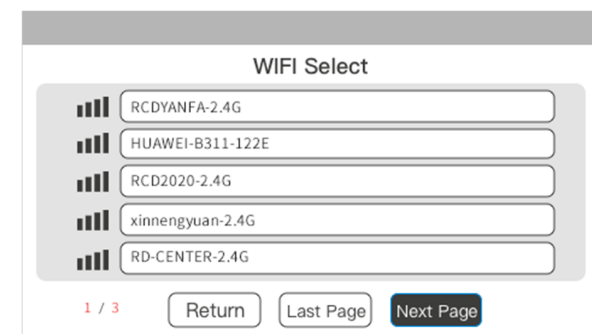 WIFI Select
RCDYANFA-2.4G
HUAWEI-B311-122E
RCD2020-2.4G
xinnengyuan-2.4G
RD-CENTER-2.4G
1 / 3 Return Last Page Next Page